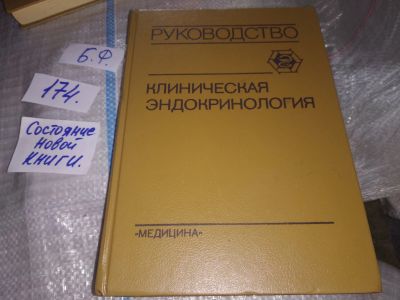 Б.Ф.
174.
Состояние
новой
книги.
РУКОВОДСТВО
КЛИНИЧЕСКАЯ
ЭНДОКРИНОЛОГИЯ
«МЕДИЦИНА»